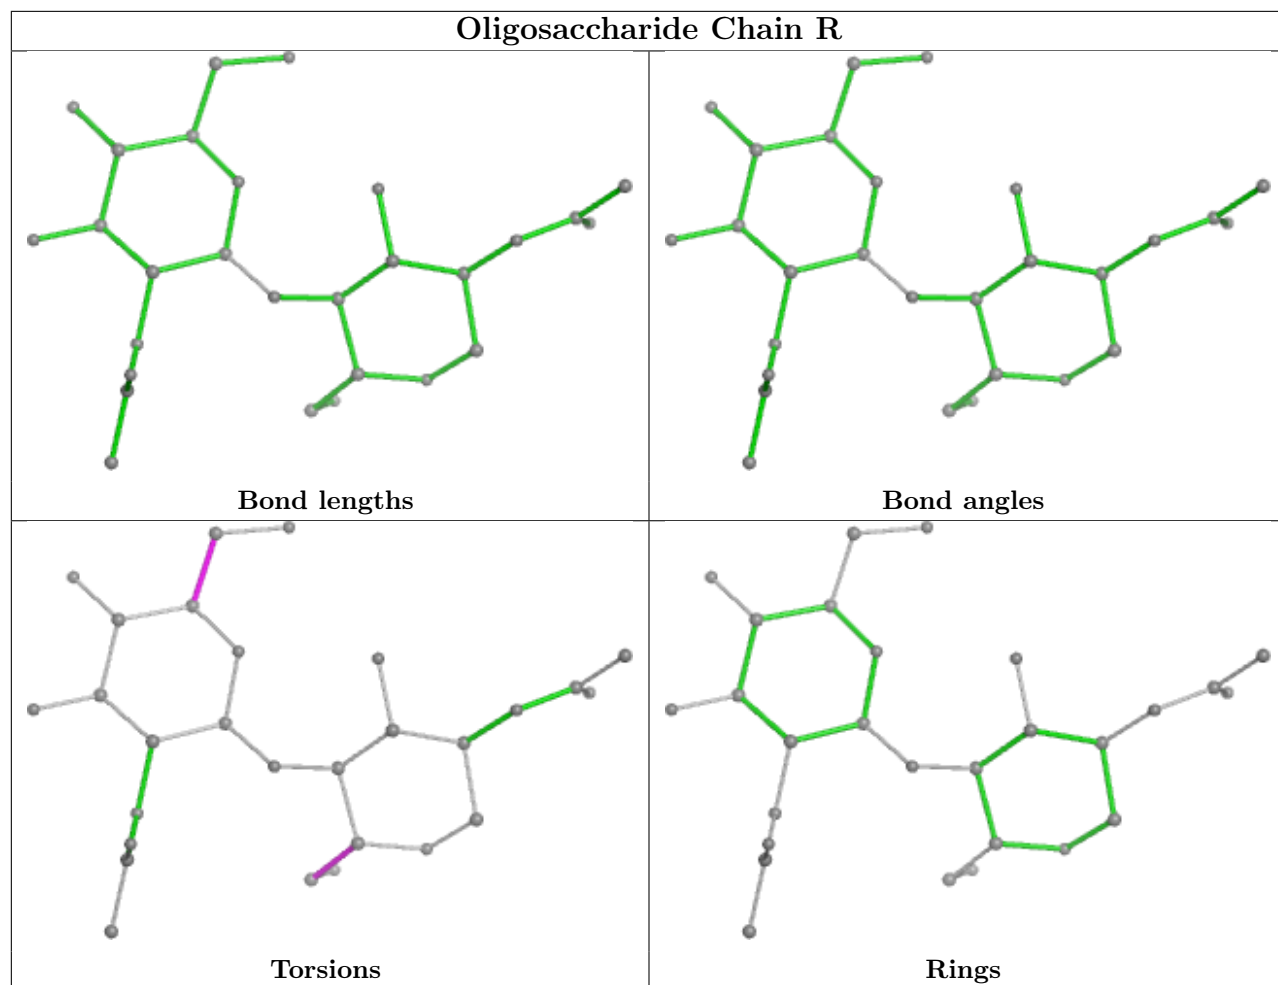 Oligosaccharide Chain R
Bond lengths
Bond angles
Torsions
Rings